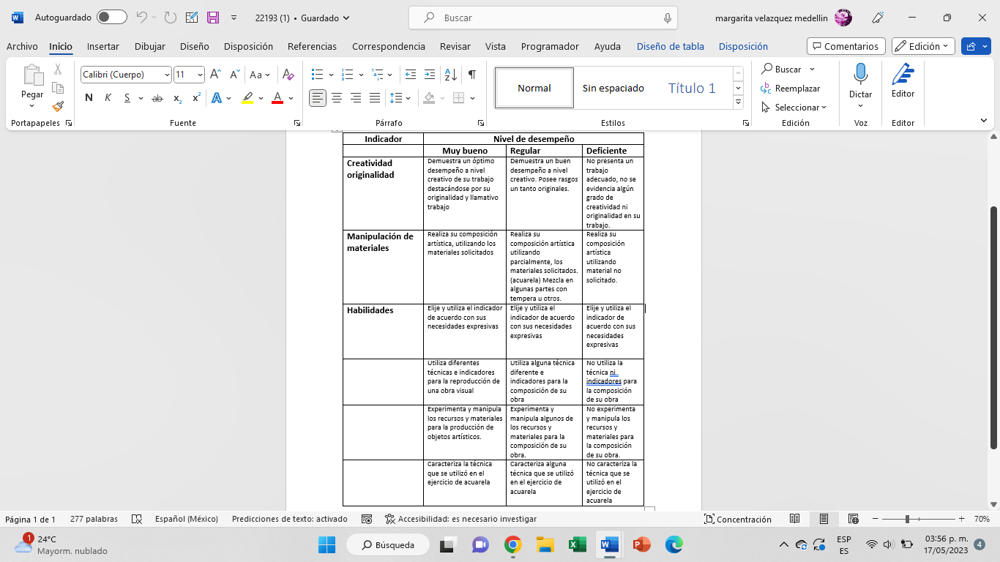 Autoguardado
22193 (1) • Guardado
Buscar
margarita velazquez medellin
Archivo Inicio Insertar Dibujar Diseño Disposición Referencias Correspondencia Revisar Vista Programador Ayuda Diseño de tabla Disposición
Comentarios
Edición
Pegar
Portapapeles
Calibri (Cuerpo) 11
Fuente
Párrafo
Normal
Sin espaciado
Título 1
Estilos
Buscar
Reemplazar
Seleccionar
Edición
Dictar
Voz
Editor
Editor
Indicador Nivel de desempeño
Muy bueno Regular Deficiente
Creatividad
originalidad
Demuestra un óptimo
desempeño a nivel
creativo de su trabajo
destacándose por su
originalidad y llamativo
trabajo
Demuestra un buen
desempeño a nivel
creativo. Posee rasgos
un tanto originales.
No presenta un
trabajo
adecuado, no se
evidencia algún
grado de
creatividad ni
originalidad en su
trabajo.
Manipulación de
materiales
Realiza su composición
artística, utilizando los
materiales solicitados
Realiza su
composición artística
utilizando
parcialmente, los
materiales solicitados.
(acuarela) Mezcla en
algunas partes con
tempera u otros.
Realiza su
composición
artística
utilizando
material no
solicitado.
Habilidades
Elije y utiliza el indicador
de acuerdo con sus
necesidades expresivas
Elije y utiliza el
indicador de acuerdo
con sus necesidades
expresivas
Elije y utiliza el
indicador de
acuerdo con sus
necesidades
expresivas
Utiliza diferentes
técnicas e indicadores
para la reproducción de
una obra visual
Utiliza alguna técnica
diferente e
indicadores para la
composición de su
obra
No Utiliza la
técnica ni
indicadores para
la composición
de su obra
Experimenta y manipula
los recursos y materiales
para la producción de
objetos artísticos.
Experimenta y
manipula algunos de
los recursos y
materiales para la
composición de su
obra.
No experimenta
y manipula los
recursos y
materiales para
la composición
de su obra.
Caracteriza la técnica
que se utilizó en el
ejercicio de acuarela
Caracteriza alguna
técnica que se utilizó
en el ejercicio de
acuarela
No caracteriza la
técnica que se
utilizó en el
ejercicio de
acuarela
Página 1 de 1 277 palabras Español (México) Predicciones de texto: activado Accesibilidad: es necesario investigar Concentración 70%
1
24°C
Mayorm. nublado
Búsqueda
ESP
ES
03:56 p. m.
17/05/2023
4